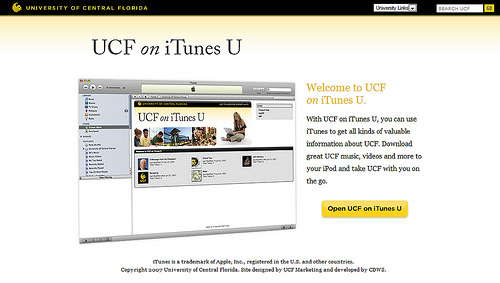 UNIVERSITY OF CENTRAL FLORIDA
University Links
SEARCH UCF
GO
UCF on iTunes U
UNIVERSITY OF CENTRAL FLORIDA
UCF on iTunes U
Welcome to UCF
on iTunes U.
With UCF on iTunes U, you can use
iTunes to get all kinds of valuable
information about UCF. Download
great UCF music, videos and more to
your iPod and take UCF with you on
the go.
Open UCF on iTunes U
iTunes is a trademark of Apple, Inc., registered in the U.S. and other countries.
Copyright 2007 University of Central Florida. Site designed by UCF Marketing and developed by CDWS.